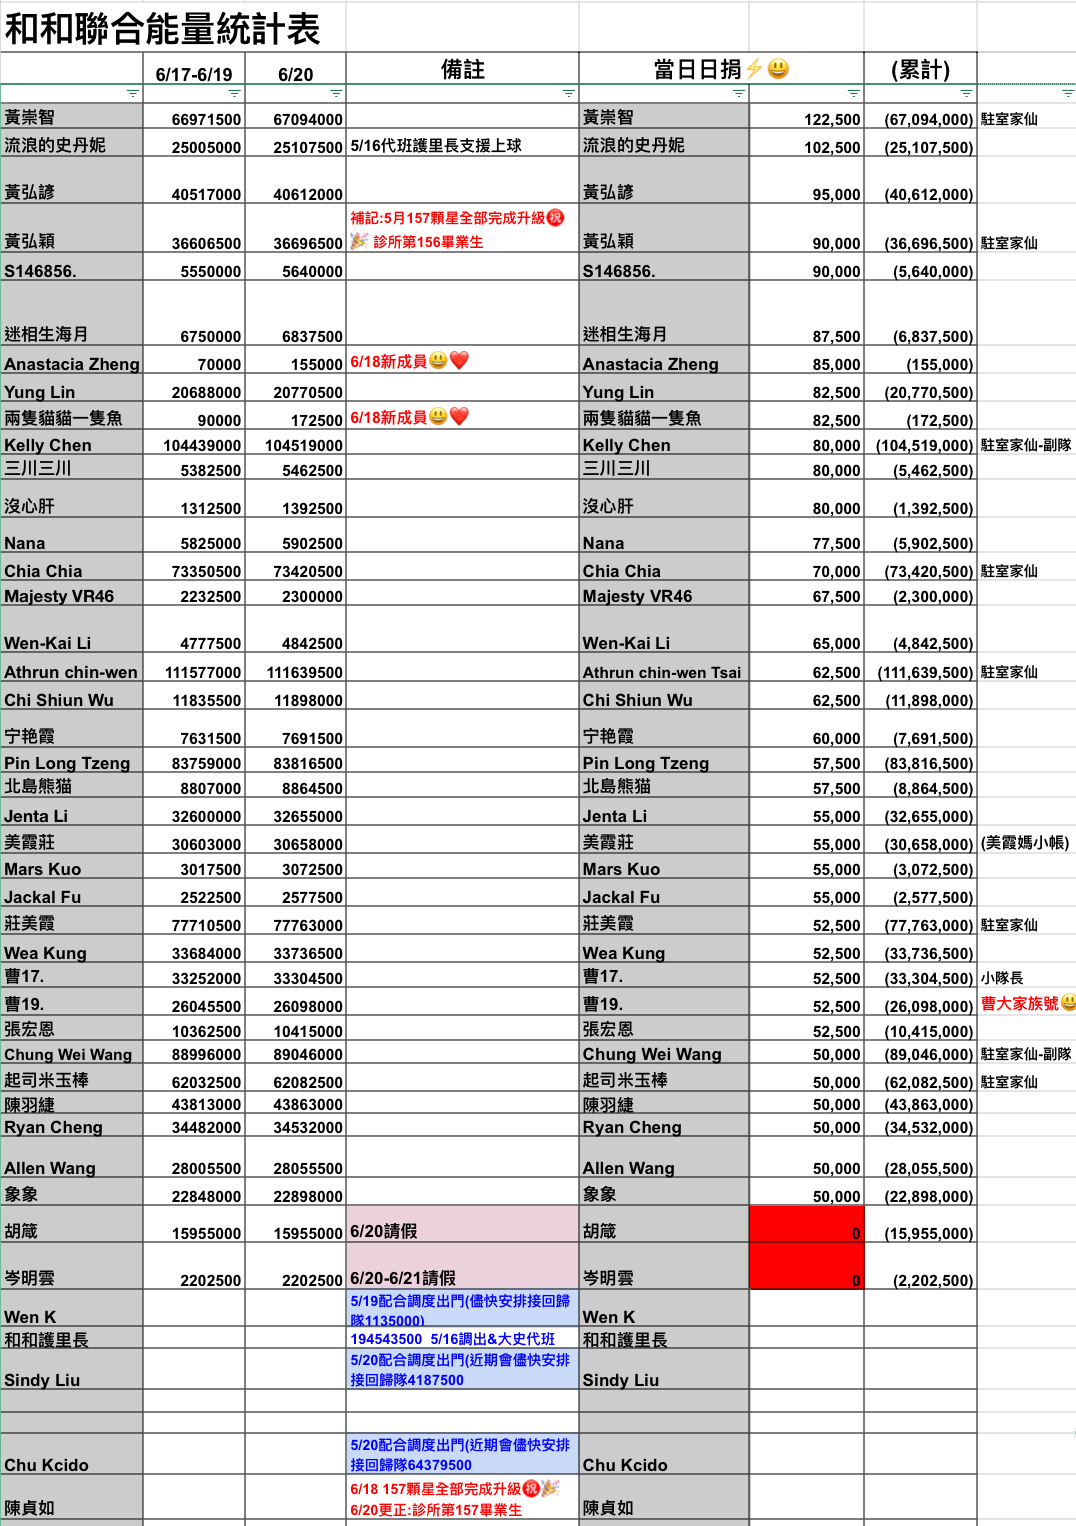 和和聯合能量統計表
6/17-6/19 6/20 備註 當日日捐⚡😃 (累計)
黃崇智 66971500 67094000 黃崇智 122,500 (67,094,000) 駐室家仙
流浪的史丹妮 25005000 25107500 5/16代班護里長支援上球 流浪的史丹妮 102,500 (25,107,500)
黃弘諺 40517000 40612000 黃弘諺 95,000 (40,612,000)
補記:5月157顆星全部完成升級㊗️
黃弘穎 36606500 36696500 🎉 診所第156畢業生 黃弘穎 90,000 (36,696,500) 駐室家仙
S146856. 5550000 5640000 S146856. 90,000 (5,640,000)
迷相生海月 6750000 6837500 迷相生海月 87,500 (6,837,500)
Anastacia Zheng 70000 155000 6/18新成員😃❤️ Anastacia Zheng 85,000 (155,000)
Yung Lin 20688000 20770500 Yung Lin 82,500 (20,770,500)
兩隻貓貓一隻魚 90000 172500 6/18新成員😃❤️ 兩隻貓貓一隻魚 82,500 (172,500)
Kelly Chen 104439000 104519000 Kelly Chen 80,000 (104,519,000) 駐室家仙-副隊
三川三川 5382500 5462500 三川三川 80,000 (5,462,500)
沒心肝 1312500 1392500 沒心肝 80,000 (1,392,500)
Nana 5825000 5902500 Nana 77,500 (5,902,500)
Chia Chia 73350500 73420500 Chia Chia 70,000 (73,420,500) 駐室家仙
Majesty VR46 2232500 2300000 Majesty VR46 67,500 (2,300,000)
Wen-Kai Li 4777500 4842500 Wen-Kai Li 65,000 (4,842,500)
Athrun chin-wen 111577000 111639500 Athrun chin-wen Tsai 62,500 (111,639,500) 駐室家仙
Chi Shiun Wu 11835500 11898000 Chi Shiun Wu 62,500 (11,898,000)
宁艳霞 7631500 7691500 宁艳霞 60,000 (7,691,500)
Pin Long Tzeng 83759000 83816500 Pin Long Tzeng 57,500 (83,816,500)
北島熊猫 8807000 8864500 北島熊猫 57,500 (8,864,500)
Jenta Li 32600000 32655000 Jenta Li 55,000 (32,655,000)
美霞莊 30603000 30658000 美霞莊 55,000 (30,658,000) (美霞媽小帳)
Mars Kuo 3017500 3072500 Mars Kuo 55,000 (3,072,500)
Jackal Fu 2522500 2577500 Jackal Fu 55,000 (2,577,500)
莊美霞 77710500 77763000 莊美霞 52,500 (77,763,000) 駐室家仙
Wea Kung 33684000 33736500 Wea Kung 52,500 (33,736,500)
曹17. 33252000 33304500 曹17. 52,500 (33,304,500) 小隊長
曹19. 26045500 26098000 曹19. 52,500 (26,098,000) 曹大家族號😃
張宏恩 10362500 10415000 張宏恩 52,500 (10,415,000)
Chung Wei Wang 88996000 89046000 Chung Wei Wang 50,000 (89,046,000) 駐室家仙-副隊
起司米玉棒 62032500 62082500 起司米玉棒 50,000 (62,082,500) 駐室家仙
陳羽緁 43813000 43863000 陳羽緁 50,000 (43,863,000)
Ryan Cheng 34482000 34532000 Ryan Cheng 50,000 (34,532,000)
Allen Wang 28005500 28055500 Allen Wang 50,000 (28,055,500)
象象 22848000 22898000 象象 50,000 (22,898,000)
胡箴 15955000 15955000 6/20請假 胡箴 0 (15,955,000)
岑明雲 2202500 2202500 6/20-6/21請假 岑明雲 0 (2,202,500)
5/19配合調度出門(儘快安排接回歸
Wen K 隊1135000) Wen K
和和護里長 194543500 5/16調出&大史代班 和和護里長
5/20配合調度出門(近期會儘快安排
Sindy Liu 接回歸隊4187500 Sindy Liu
5/20配合調度出門(近期會儘快安排
Chu Kcido 接回歸隊64379500 Chu Kcido
6/18 157顆星全部完成升級㊗️🎉
陳貞如 6/20更正:診所第157畢業生 陳貞如